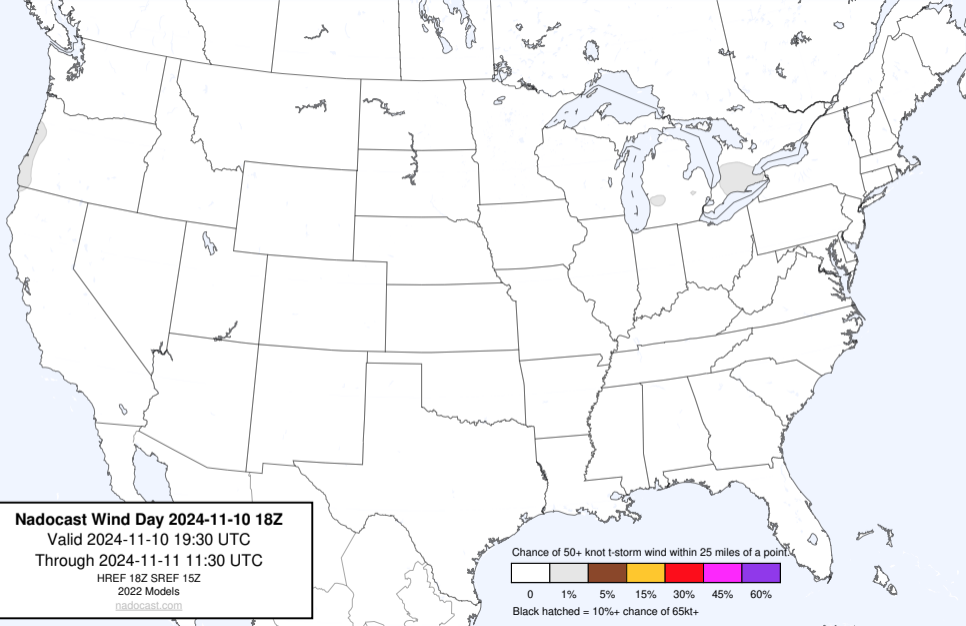 Nadocast Wind Day 2024-11-10 18Z
Valid 2024-11-10 19:30 UTC
Through 2024-11-11 11:30 UTC
HREF 18Z SREF 15Z
2022 Models
nadocast.com
Chance of 50+ knot t-storm wind within 25 miles of a point.
0 1% 5% 15% 30% 45% 60%
Black hatched = 10%+ chance of 65kt+